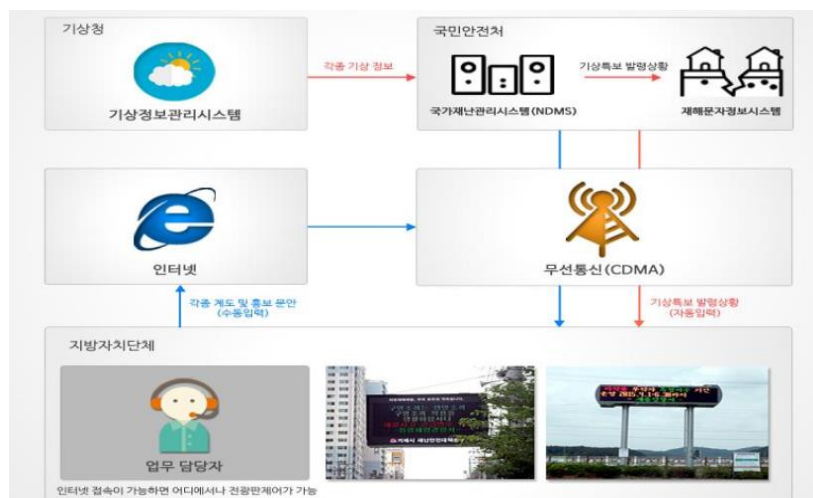 기상청
국민안전처
각종 기상 정보
기상특보 발령상황
기상정보관리시스템
국가재난관리시스템(NDMS)
재해문자정보시스템
인터넷
무선통신(CDMA)
각종 계도 및 홍보 문안
(수동입력)
기상특보 발령상황
(자동입력)
지방자치단체
업무 담당자
인터넷 접속이 가능하면 어디에서나 전광판제어가 가능